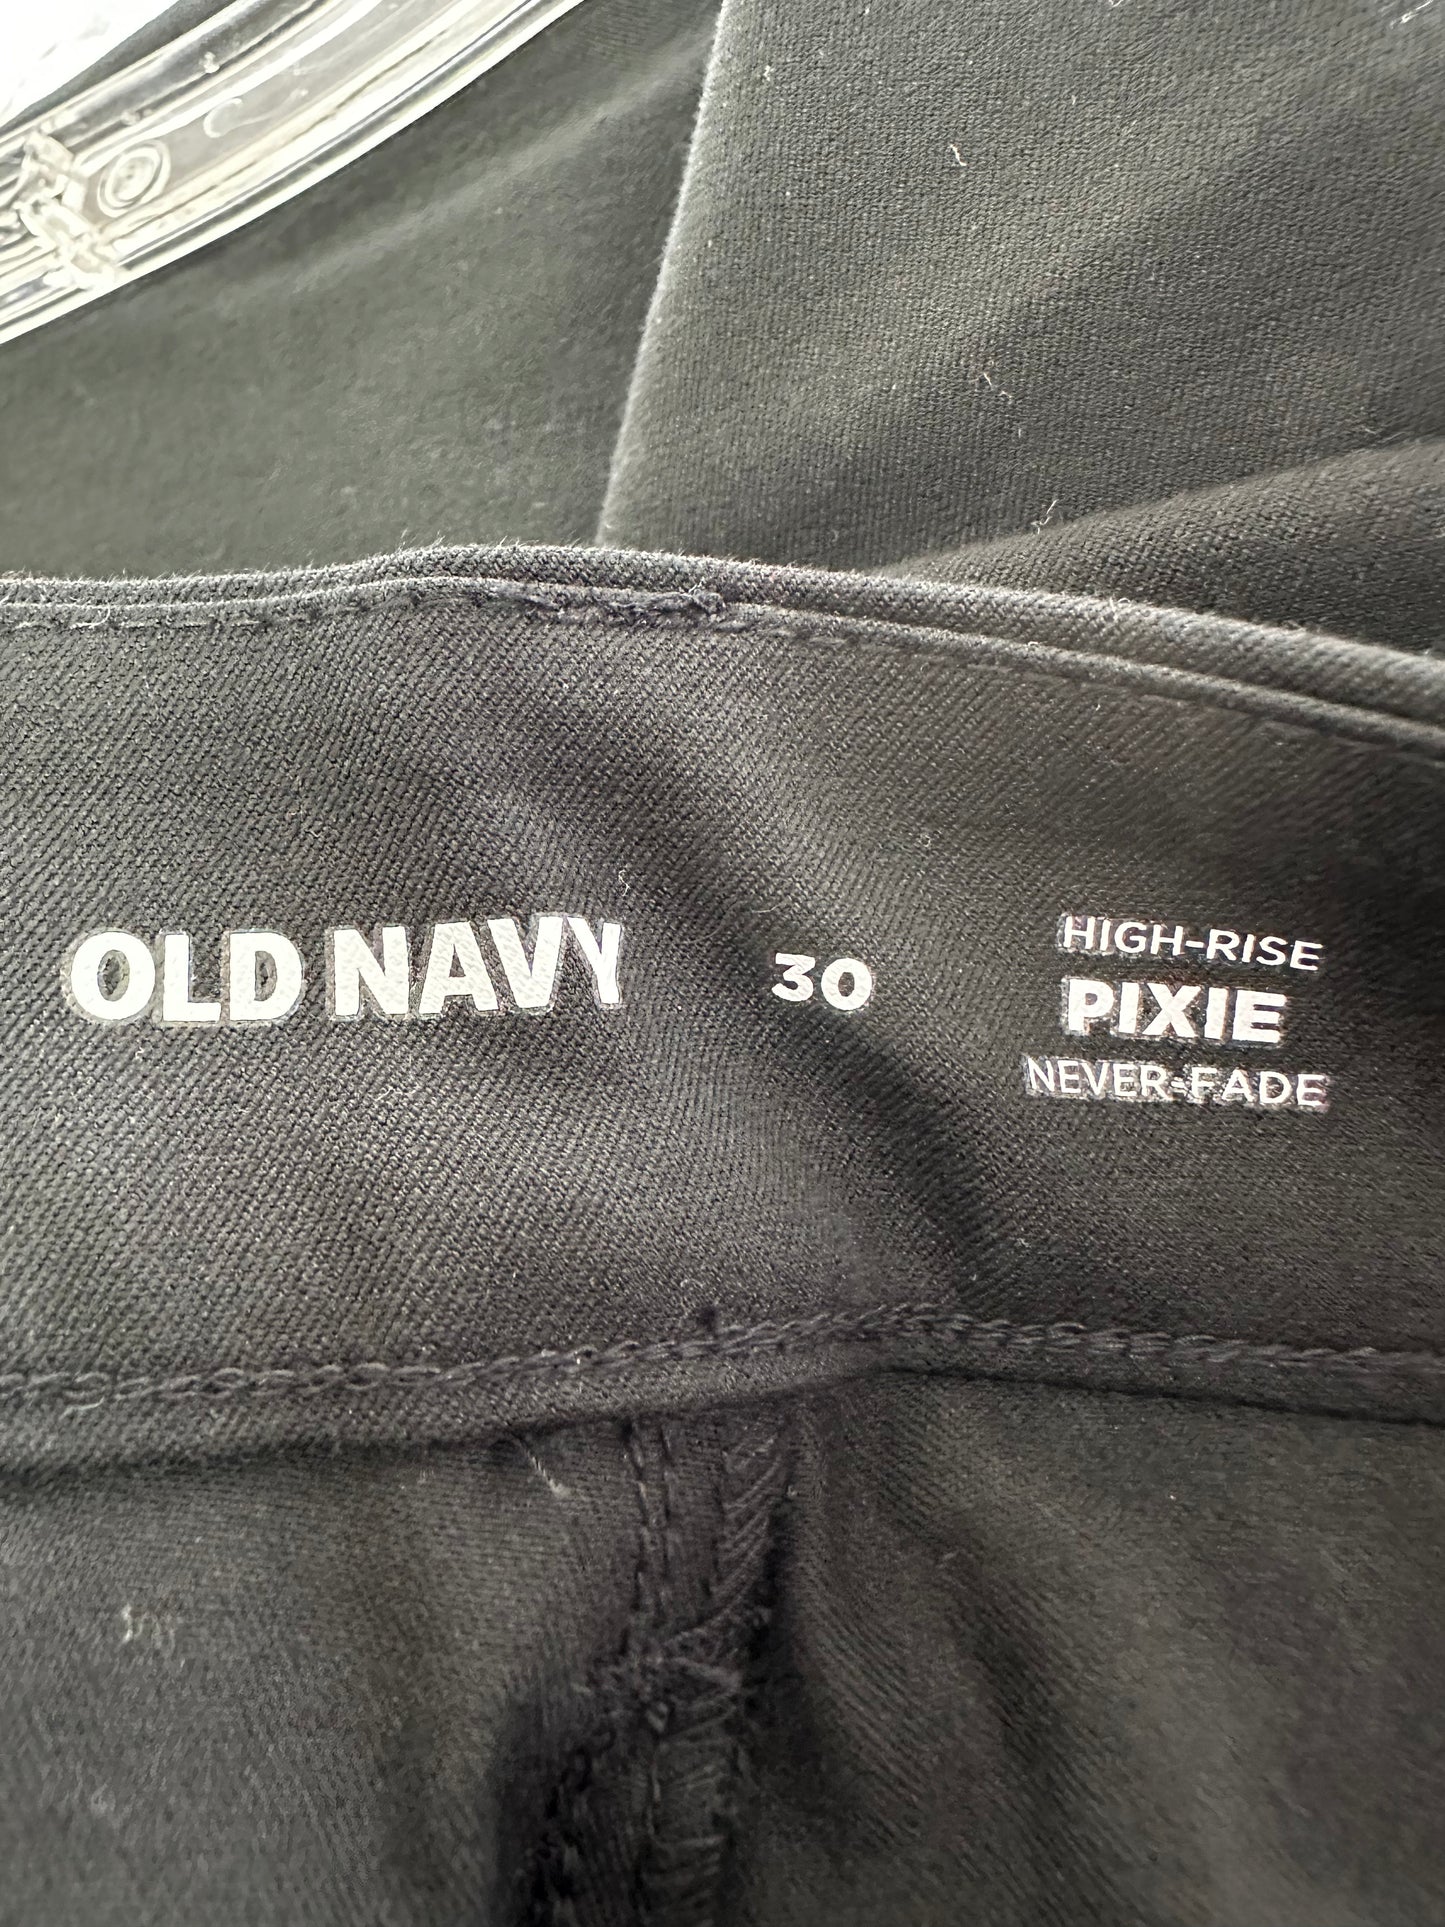 OLD NAVY
30
HIGH-RISE
PIXIE
NEVER-FADE